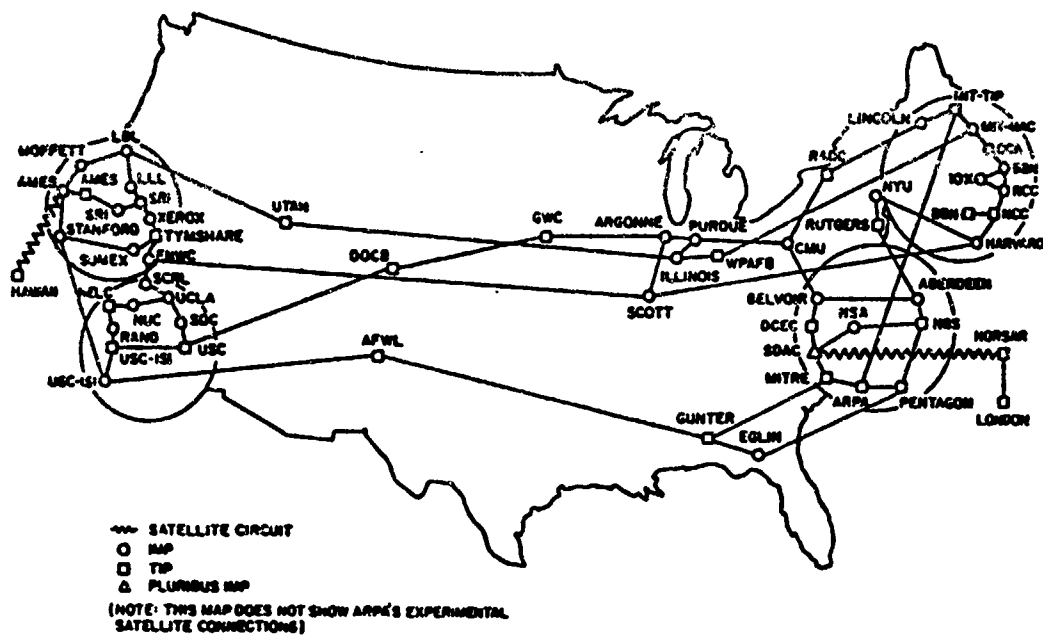 MIT-TIP
LINCOLN
MIT-MAC
LBL
MOFFETT
RADC
CCA
BBN
AMES
AMES
LLL
NYU
RCC
SRI
SRI
XEROX
UTAH
GWC
ARGONNE
PURDUE
RUTGERS
BBN
NCC
STANFORD
TYMSHARE
SUMEX
FNWC
DOCB
ILLINOIS
WPAFB
CMU
HARVARD
HAWAII
SCRL
UCLA
SCOTT
BELVOIR
ABERDEEN
NUC
SDC
DCEC
NSA
NBS
RAND
USC-ISI
USC
AFWL
SDAC
NORSAR
USC-ISI
MITRE
ARPA
PENTAGON
LONDON
GUNTER
EGLIN
SATELLITE CIRCUIT
IMP
TIP
PLURIBUS IMP
(NOTE: THIS MAP DOES NOT SHOW ARPA'S EXPERIMENTAL
SATELLITE CONNECTIONS)